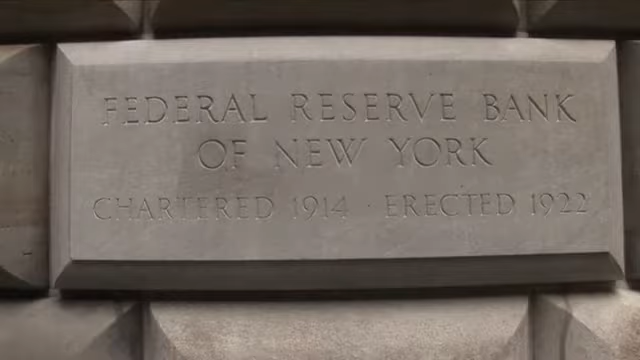 FEDERAL RESERVE BANK
OF NEW YORK
CHARTERED 1914 · ERECTED 1922